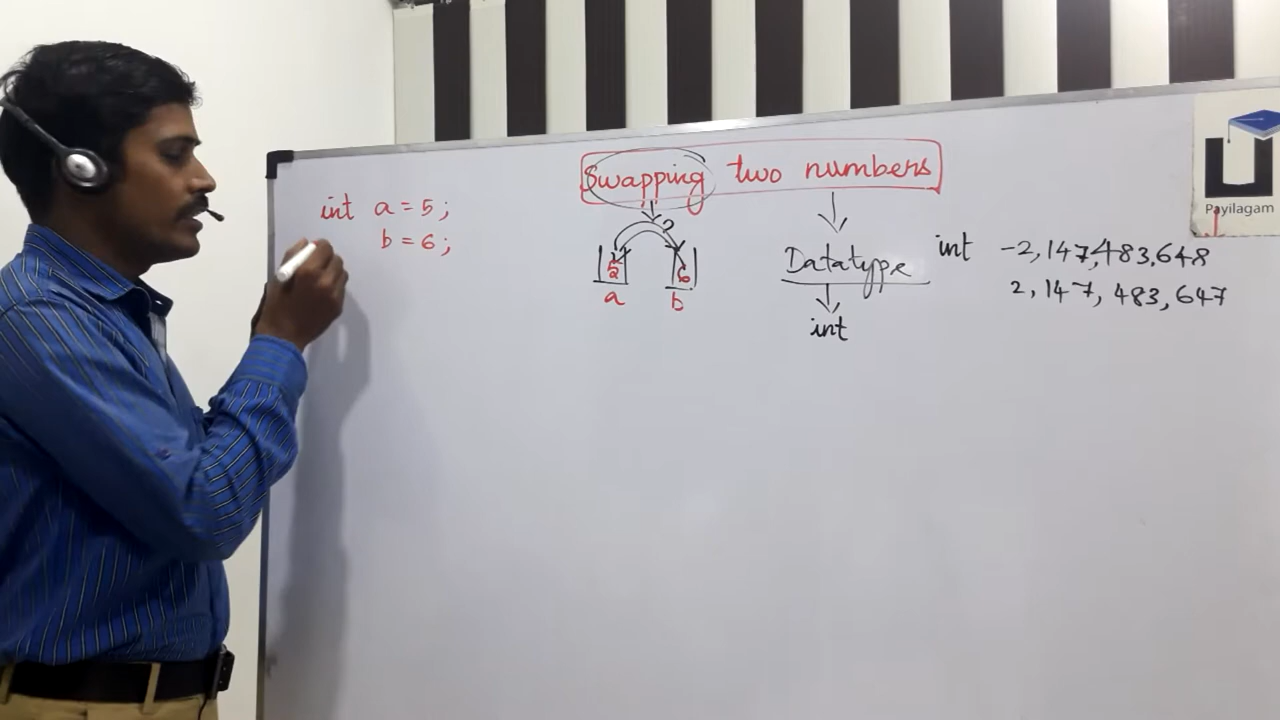 Swapping two numbers
int a = 5;
b = 6;
a
b
Datatype
int
int -2,147,483,648
2,147,483,647
Payilagam